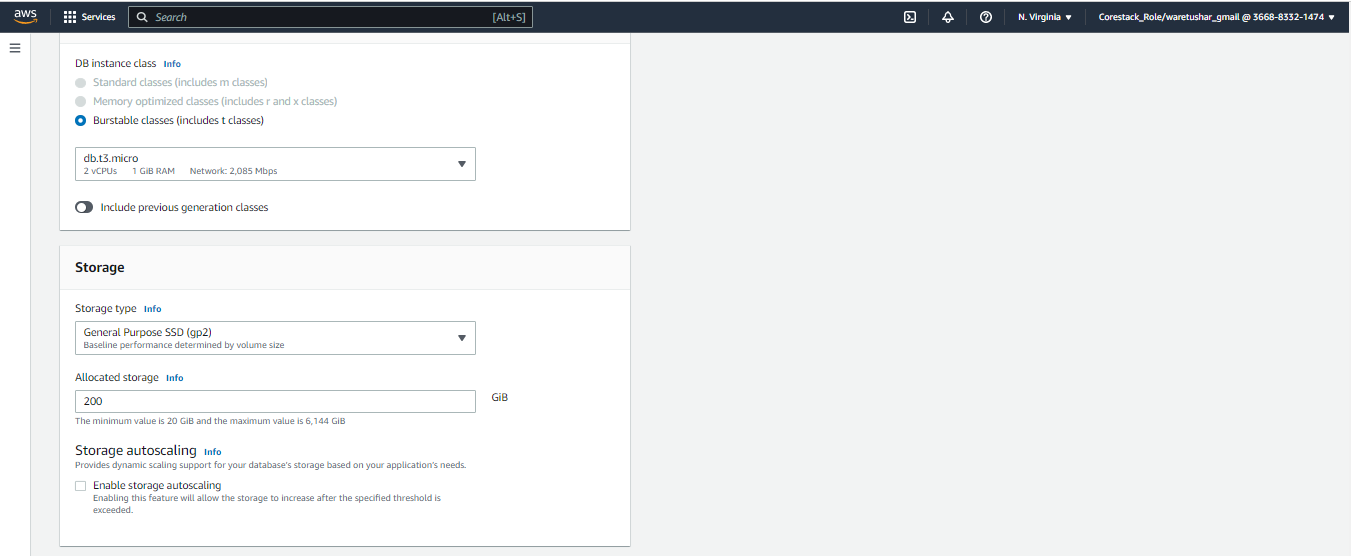 aws Services Search [Alt+S] N. Virginia Corestack_Role/waretushar_gmail @ 3668-8332-1474
DB instance class Info
Standard classes (includes m classes)
Memory optimized classes (includes r and x classes)
Burstable classes (includes t classes)
db.t3.micro
2 vCPUs 1 GiB RAM Network: 2,085 Mbps
Include previous generation classes
Storage
Storage type Info
General Purpose SSD (gp2)
Baseline performance determined by volume size
Allocated storage Info
200 GiB
The minimum value is 20 GiB and the maximum value is 6,144 GiB
Storage autoscaling Info
Provides dynamic scaling support for your database's storage based on your application's needs.
Enable storage autoscaling
Enabling this feature will allow the storage to increase after the specified threshold is
exceeded.